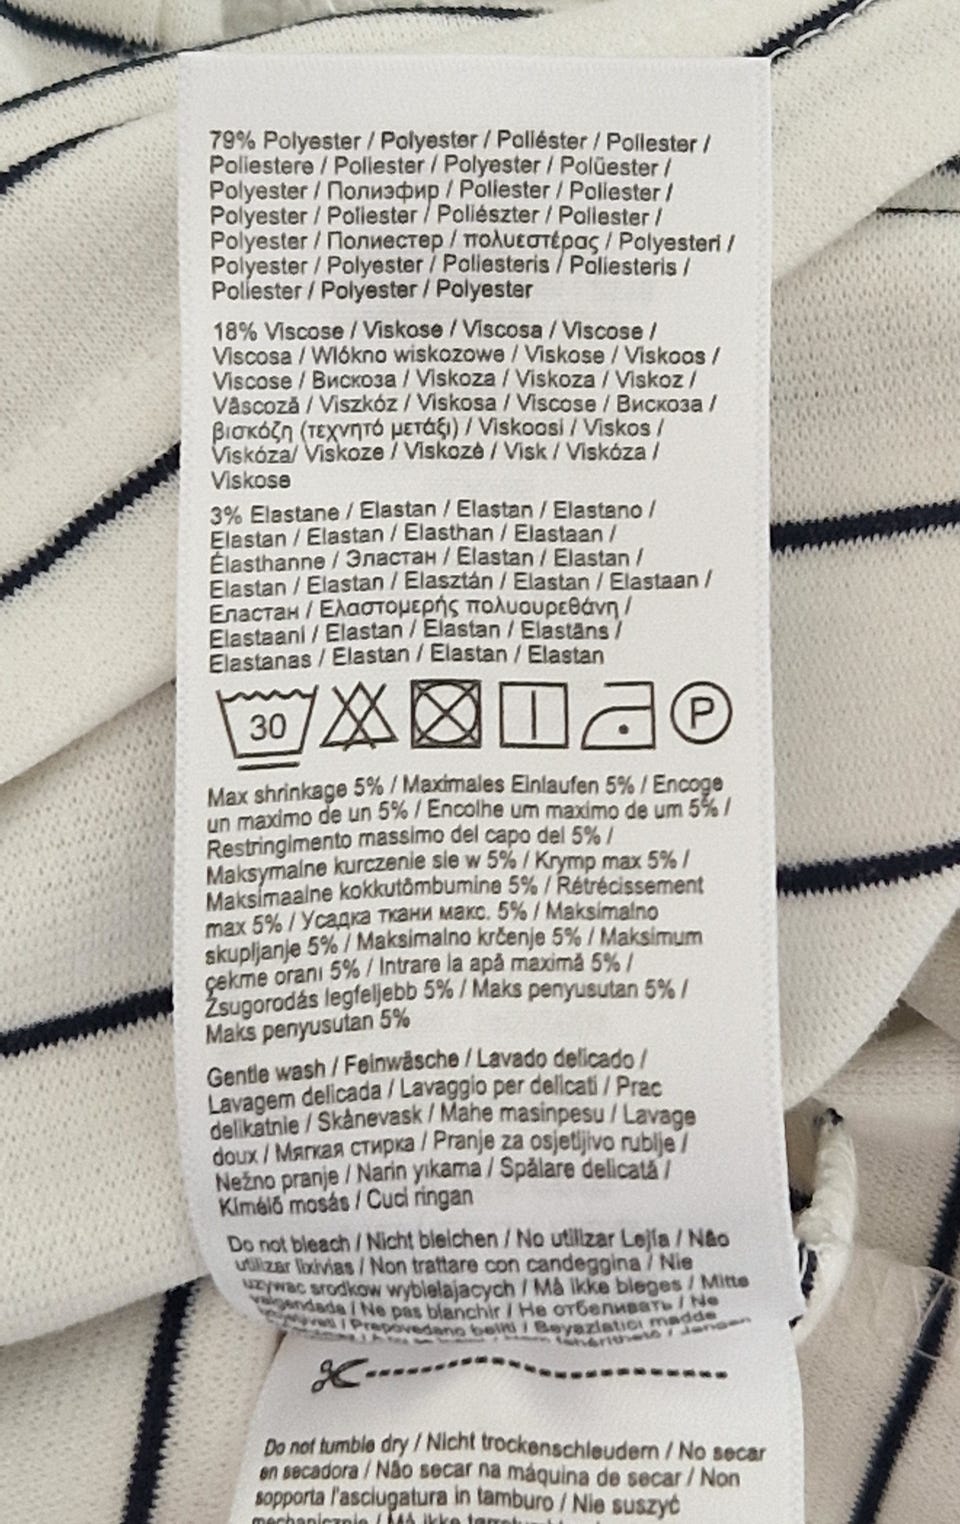 79% Polyester / Polyester / Poliéster / Poliester /
Poliestere / Poliester / Polyester / Polüester /
Polyester / Полиэфир / Poliester / Poliester /
Polyester / Poliester / Poliészter / Poliester /
Polyester / Полиестер / πολυεστέρας / Polyesteri /
Polyester / Polyester / Poliesteris / Poliesteris /
Poliester / Polyester / Polyester
18% Viscose / Viskose / Viscosa / Viscose /
Viscosa / Wlókno wiskozowe / Viskose / Viskoos /
Viscose / Вискоза / Viskoza / Viskoza / Viskoz /
Vâscoză / Viszkóz / Viskosa / Viscose / Вискоза /
βισκόζη (τεχνητό μετάξι) / Viskoosi / Viskos /
Viskóza/ Viskoze / Viskozė / Visk / Viskóza /
Viskose
3% Elastane / Elastan / Elastan / Elastano /
Elastan / Elastan / Elasthan / Elastaan /
Élasthanne / Эластан / Elastan / Elastan /
Elastan / Elastan / Elasztán / Elastan / Elastaan /
Еластан / Ελαστομερής πολυουρεθάνη /
Elastaani / Elastan / Elastan / Elastāns /
Elastanas / Elastan / Elastan / Elastan
30 P
Max shrinkage 5% / Maximales Einlaufen 5% / Encoge
un maximo de un 5% / Encolhe um maximo de um 5% /
Restringimento massimo del capo del 5% /
Maksymalne kurczenie sie w 5% / Krymp max 5% /
Maksimaalne kokkutõmbumine 5% / Rétrécissement
max 5% / Усадка ткани макс. 5% / Maksimalno
skupljanje 5% / Maksimalno krčenje 5% / Maksimum
çekme oranı 5% / Intrare la apă maximă 5% /
Zsugorodás legfeljebb 5% / Maks penyusutan 5% /
Maks penyusutan 5%
Gentle wash / Feinwäsche / Lavado delicado /
Lavagem delicada / Lavaggio per delicati / Prac
delikatnie / Skånevask / Mahe masinpesu / Lavage
doux / Мягкая стирка / Pranje za osjetljivo rublje /
Nežno pranje / Narin yıkama / Spălare delicată /
Kímélő mosás / Cuci ringan
Do not bleach / Nicht bleichen / No utilizar Lejía / Não
utilizar lixivias / Non trattare con candeggina / Nie
uzywac srodkow wybielajacych / Må ikke bleges / Mitte
valgendada / Ne pas blanchir / Не отбеливать / Ne
/ Prepovedano beliti / Beyazlatici madde
Do not tumble dry / Nicht trockenschleudern / No secar
en secadora / Não secar na máquina de secar / Non
sopporta l'asciugatura in tamburo / Nie suszyć
mechanicznie / Må ikke